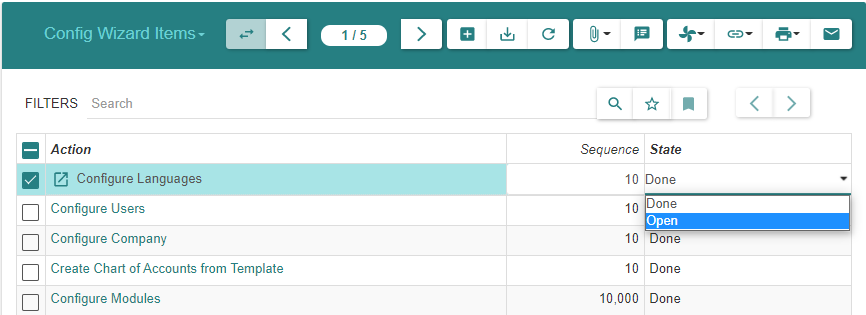 Config Wizard Items
1 / 5
FILTERS Search
Action Sequence State
Configure Languages 10 Done
Done
Configure Users 10
Open
Configure Company 10 Done
Create Chart of Accounts from Template 10 Done
Configure Modules 10,000 Done